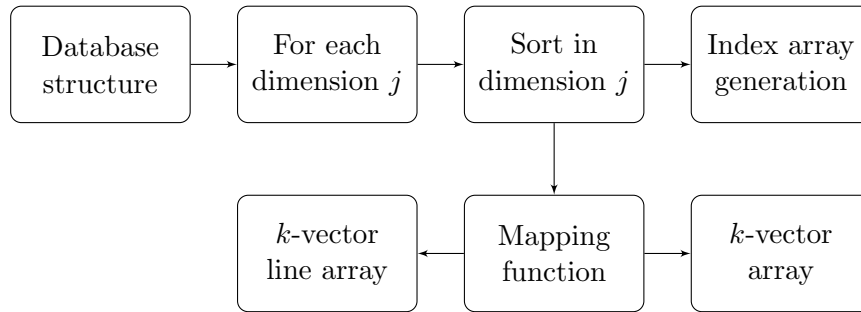 Database
structure
For each
dimension j
Sort in
dimension j
Index array
generation
k-vector
line array
Mapping
function
k-vector
array